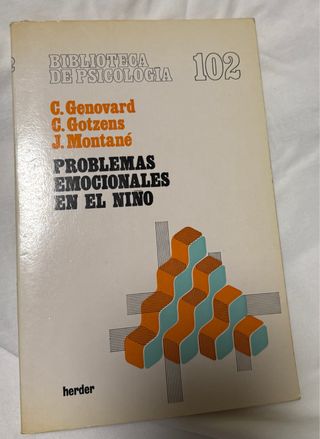 BIBLIOTECA
DE PSICOLOGIA 102
C. Genovard
C. Gotzens
J. Montané
PROBLEMAS
EMOCIONALES
EN EL NIÑO
herder